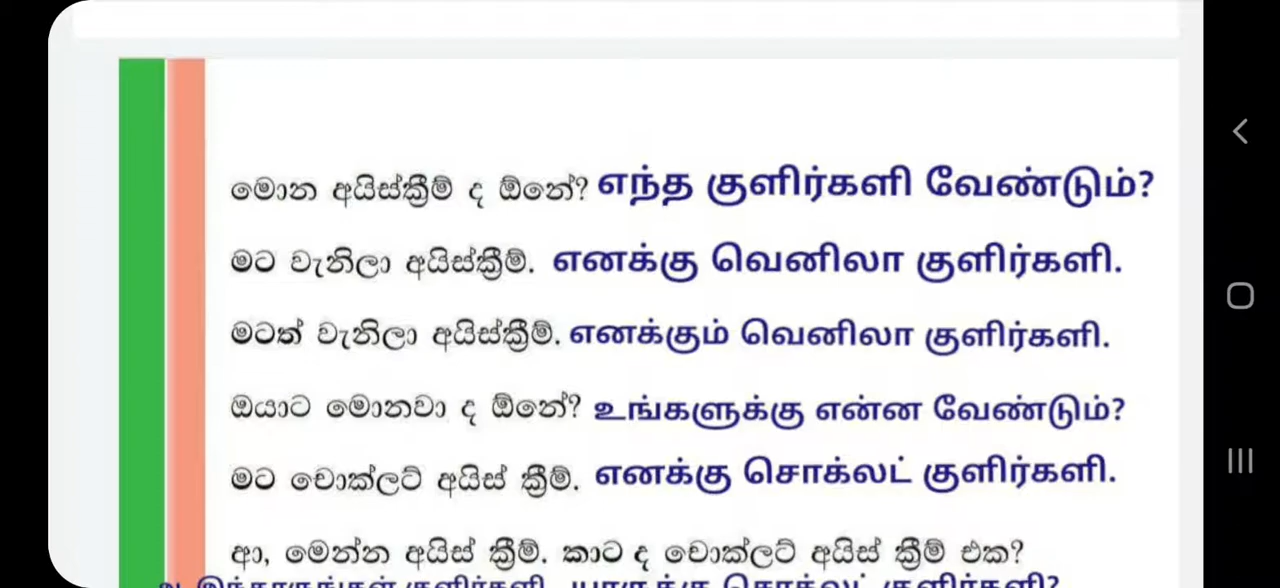 මොන අයිස්ක්‍රීම් ද ඕනේ? எந்த குளிர்களி வேண்டும்?
මට වැනිලා අයිස්ක්‍රීම්. எனக்கு வெனிலா குளிர்களி.
මටත් වැනිලා අයිස්ක්‍රීම්. எனக்கும் வெனிலா குளிர்களி.
ඔයාට මොනවා ද ඕනේ? உங்களுக்கு என்ன வேண்டும்?
මට චොක්ලට් අයිස් ක්‍රීම්. எனக்கு சொக்லட் குளிர்களி.
ආ, මෙන්න අයිස් ක්‍රීම්. කාට ද චොක්ලට් අයිස් ක්‍රීම් එක?